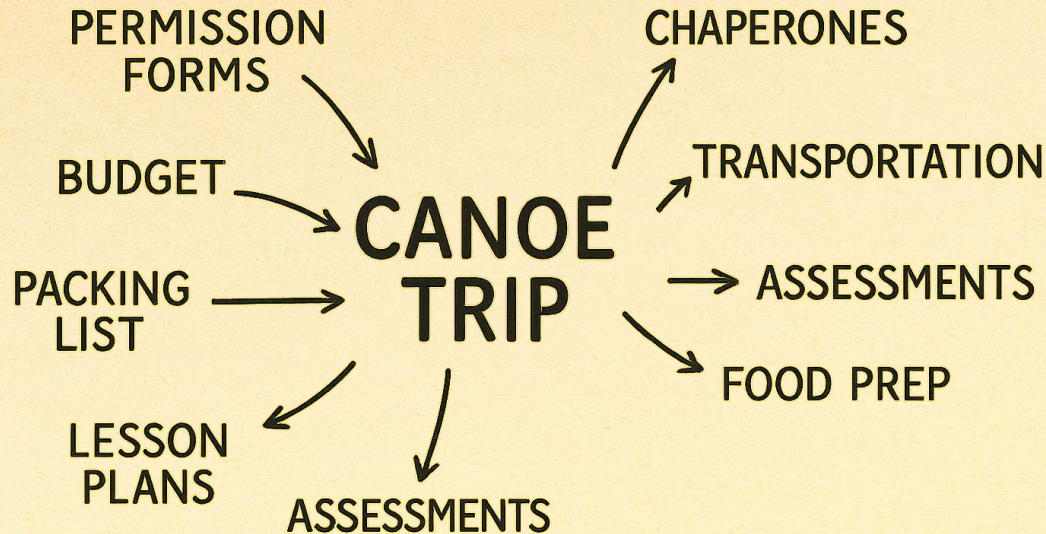 PERMISSION
FORMS
CHAPERONES
BUDGET
TRANSPORTATION
CANOE
TRIP
PACKING
LIST
ASSESSMENTS
FOOD PREP
LESSON
PLANS
ASSESSMENTS